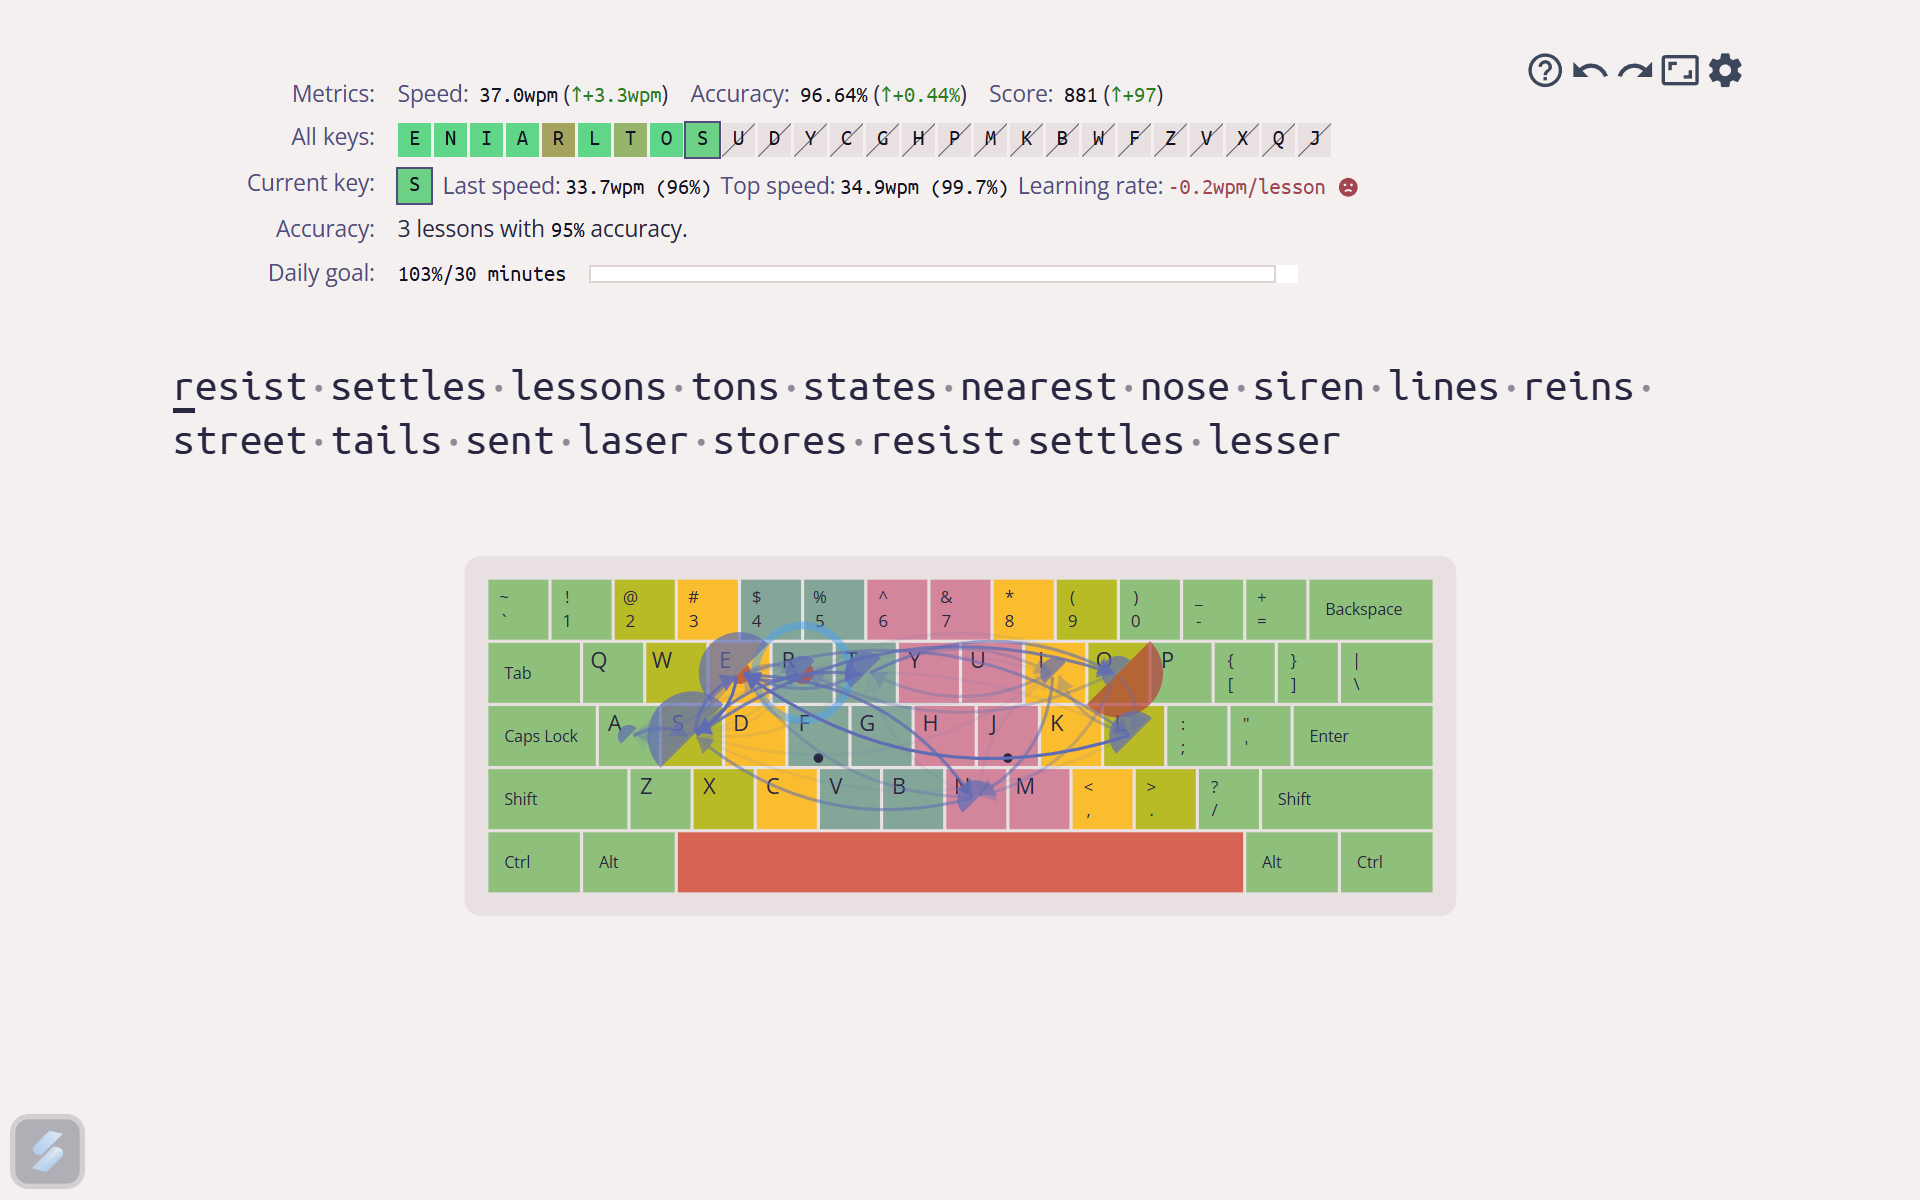 Metrics: Speed: 37.0wpm (↑+3.3wpm) Accuracy: 96.64% (↑+0.44%) Score: 881 (↑+97)
All keys: E N I A R L T O S U D Y C G H P M K B W F Z V X Q J
Current key: S Last speed: 33.7wpm (96%) Top speed: 34.9wpm (99.7%) Learning rate: -0.2wpm/lesson
Accuracy: 3 lessons with 95% accuracy.
Daily goal: 103%/30 minutes
resist·settles·lessons·tons·states·nearest·nose·siren·lines·reins·
street·tails·sent·laser·stores·resist·settles·lesser
~ ! @ # $ % ^ & * ( ) _ + Backspace
` 1 2 3 4 5 6 7 8 9 0 - =
Tab Q W E R T Y U I O P { } |
[ ] \
Caps Lock A S D F G H J K L : " Enter
; '
Shift Z X C V B N M < > ? Shift
, . /
Ctrl Alt Alt Ctrl